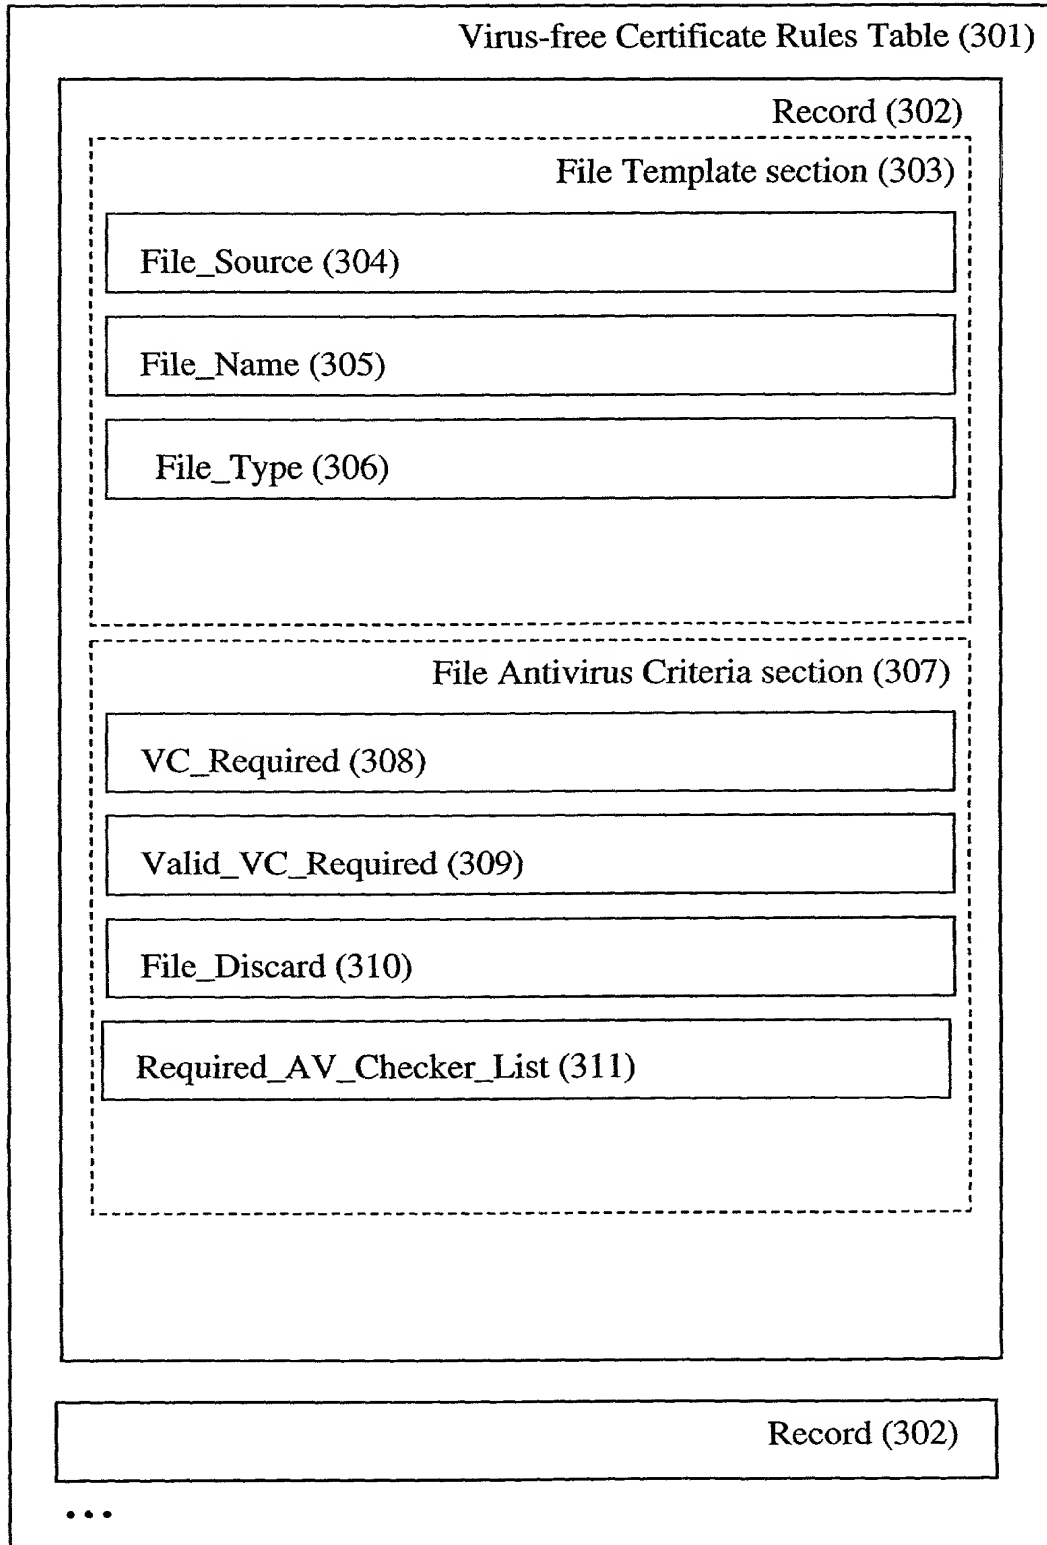 Virus-free Certificate Rules Table (301)
Record (302)
File Template section (303)
File_Source (304)
File_Name (305)
File_Type (306)
File Antivirus Criteria section (307)
VC_Required (308)
Valid_VC_Required (309)
File_Discard (310)
Required_AV_Checker_List (311)
Record (302)
...